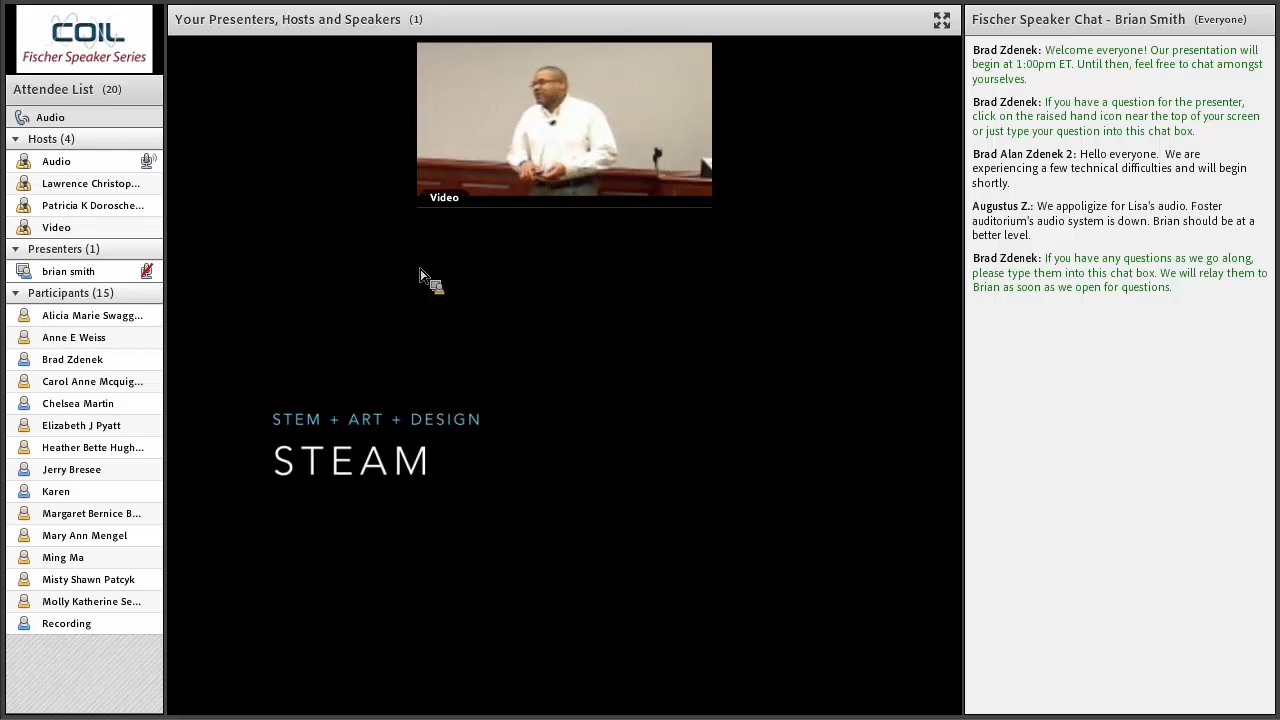 COIL
Fischer Speaker Series
Attendee List (20)
Audio
Hosts (4)
Audio
Lawrence Christop...
Patricia K Dorosche...
Video
Presenters (1)
brian smith
Participants (15)
Alicia Marie Swagg...
Anne E Weiss
Brad Zdenek
Carol Anne Mcquig...
Chelsea Martin
Elizabeth J Pyatt
Heather Bette Hugh...
Jerry Bresee
Karen
Margaret Bernice B...
Mary Ann Mengel
Ming Ma
Misty Shawn Patcyk
Molly Katherine Se...
Recording
Your Presenters, Hosts and Speakers (1)
Video
STEM + ART + DESIGN
STEAM
Fischer Speaker Chat - Brian Smith (Everyone)
Brad Zdenek: Welcome everyone! Our presentation will
begin at 1:00pm ET. Until then, feel free to chat amongst
yourselves.
Brad Zdenek: If you have a question for the presenter,
click on the raised hand icon near the top of your screen
or just type your question into this chat box.
Brad Alan Zdenek 2: Hello everyone. We are
experiencing a few technical difficulties and will begin
shortly.
Augustus Z.: We appoligize for Lisa's audio. Foster
auditorium's audio system is down. Brian should be at a
better level.
Brad Zdenek: If you have any questions as we go along,
please type them into this chat box. We will relay them to
Brian as soon as we open for questions.